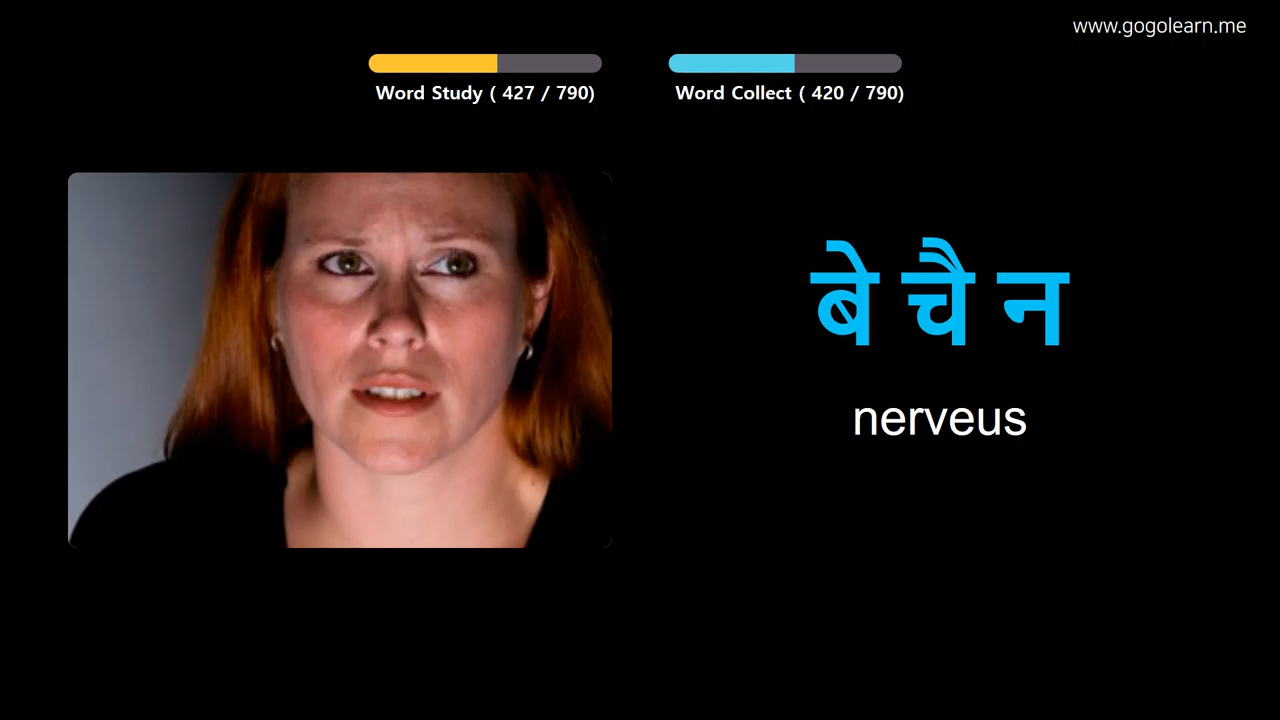 www.gogolearn.me
Word Study ( 427 / 790)
Word Collect ( 420 / 790)
बे चै न
nerveus